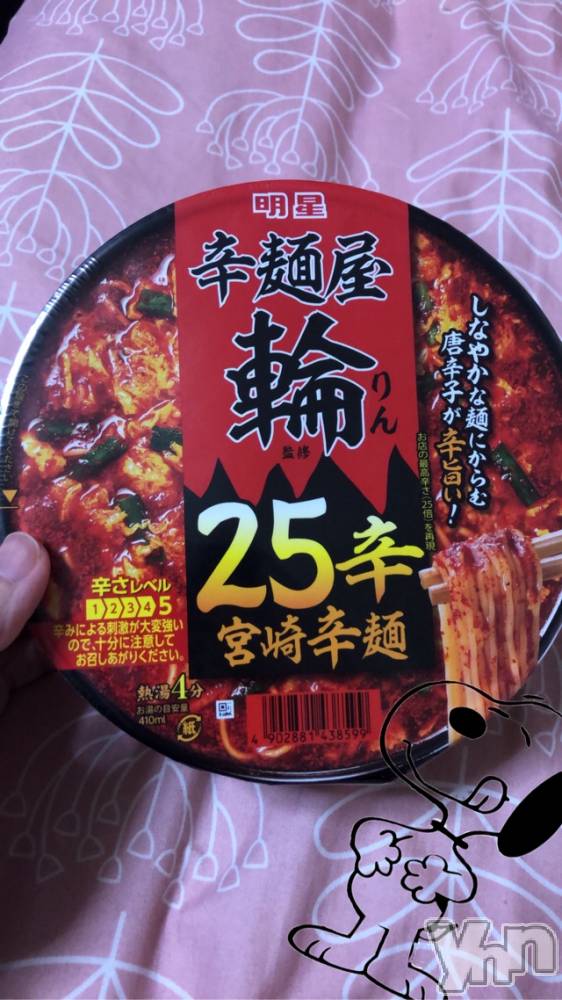 明星
辛麺屋
輪
りん
監修
しなやかな麺にからむ
唐辛子が辛旨い!
お店の最高辛さ(25倍)を再現
25辛
宮崎辛麺
辛さレベル
1 2 3 4 5
辛みによる刺激が大変強い
ので、十分に注意して
お召しあがりください。
熱湯4分
お湯の目安量
410ml
紙
4 902881 438599
yhn